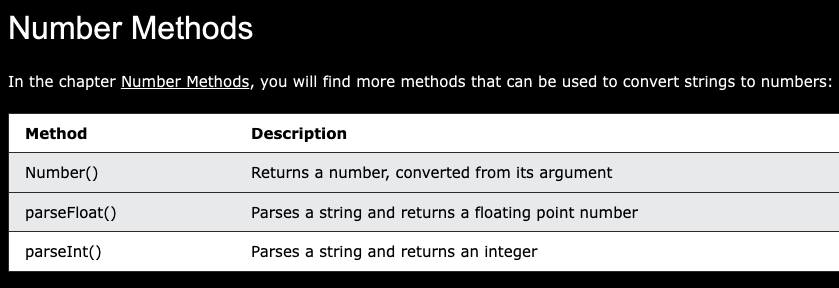 Number Methods
In the chapter Number Methods, you will find more methods that can be used to convert strings to numbers:
Method Description
Number() Returns a number, converted from its argument
parseFloat() Parses a string and returns a floating point number
parseInt() Parses a string and returns an integer